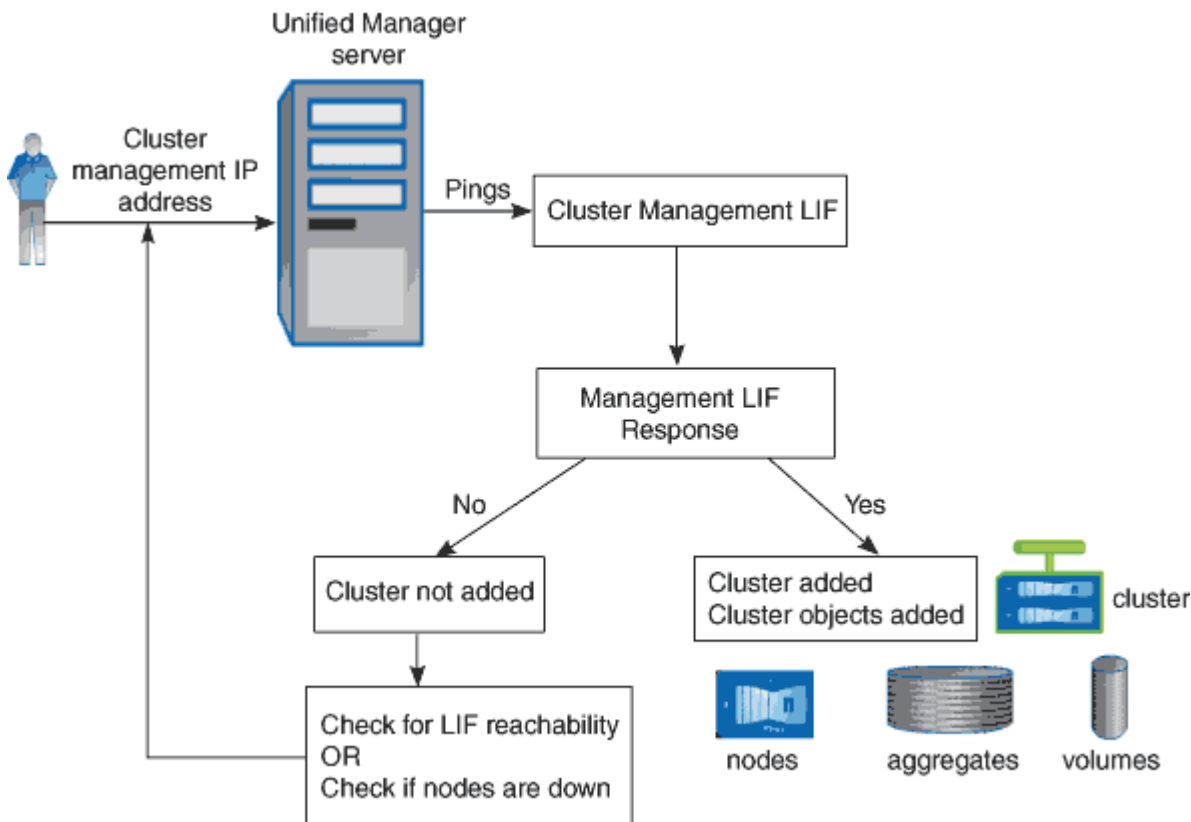 Unified Manager
server
Cluster
management IP
address
Pings
Cluster Management LIF
Management LIF
Response
No
Yes
Cluster not added
Cluster added
Cluster objects added
cluster
Check for LIF reachability
OR
Check if nodes are down
nodes
aggregates
volumes